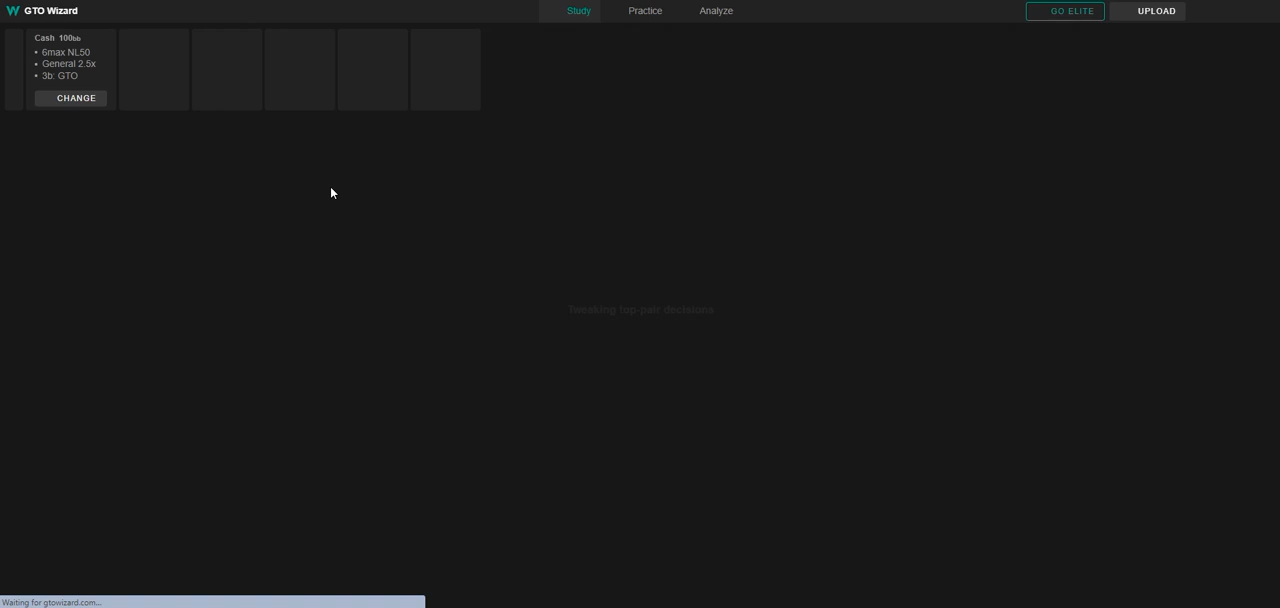 GTO Wizard
Study
Practice
Analyze
GO ELITE
UPLOAD
Cash 100bb
• 6max NL50
• General 2.5x
• 3b: GTO
CHANGE
Tweaking top-pair decisions
Waiting for gtowizard.com...